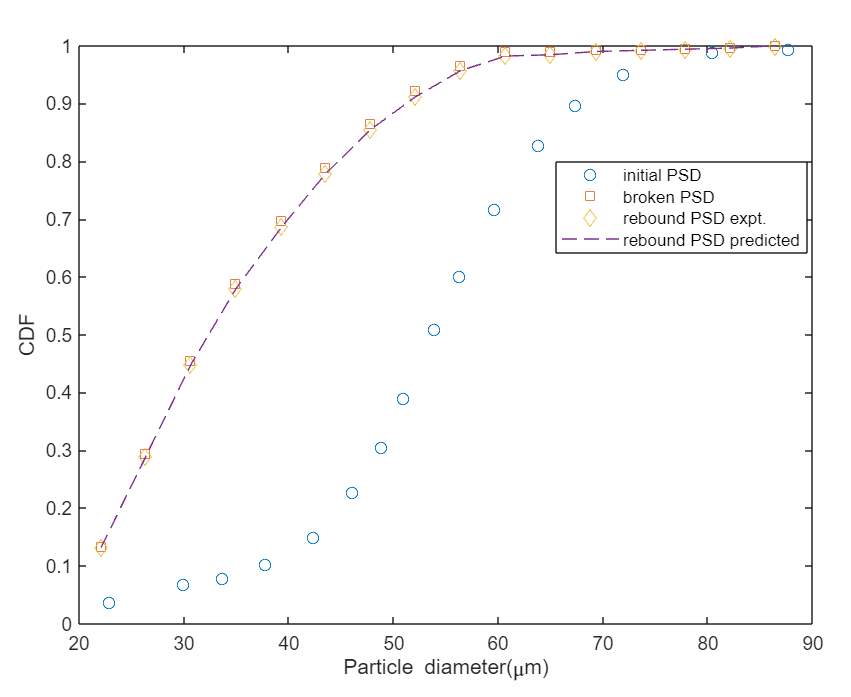 1
0.9
0.8
0.7
0.6
0.5
0.4
0.3
0.2
0.1
0
CDF
initial PSD
broken PSD
rebound PSD expt.
rebound PSD predicted
20 30 40 50 60 70 80 90
Particle diameter(μm)